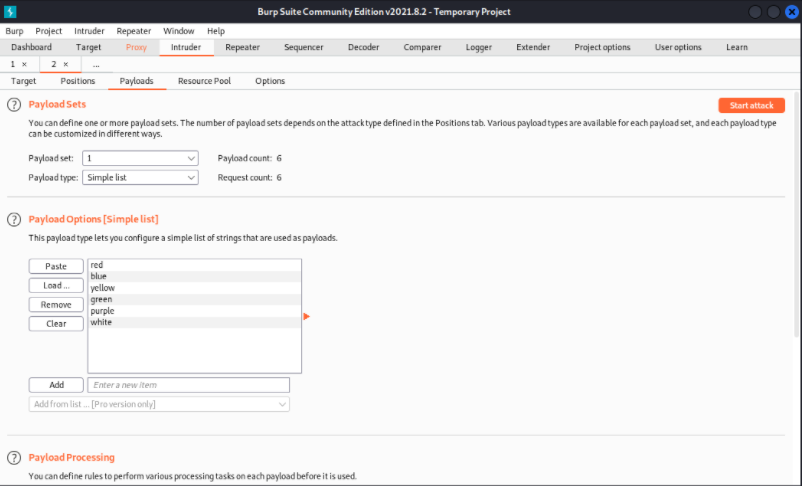 Burp Suite Community Edition v2021.8.2 - Temporary Project
Burp Project Intruder Repeater Window Help
Dashboard Target Proxy Intruder Repeater Sequencer Decoder Comparer Logger Extender Project options User options Learn
1 × 2 × ...
Target Positions Payloads Resource Pool Options
? Payload Sets Start attack
You can define one or more payload sets. The number of payload sets depends on the attack type defined in the Positions tab. Various payload types are available for each payload set, and each payload type
can be customized in different ways.
Payload set: 1 Payload count: 6
Payload type: Simple list Request count: 6
? Payload Options [Simple list]
This payload type lets you configure a simple list of strings that are used as payloads.
Paste red
blue
Load ... yellow
green
Remove purple
Clear white
Add Enter a new item
Add from list ... [Pro version only]
? Payload Processing
You can define rules to perform various processing tasks on each payload before it is used.